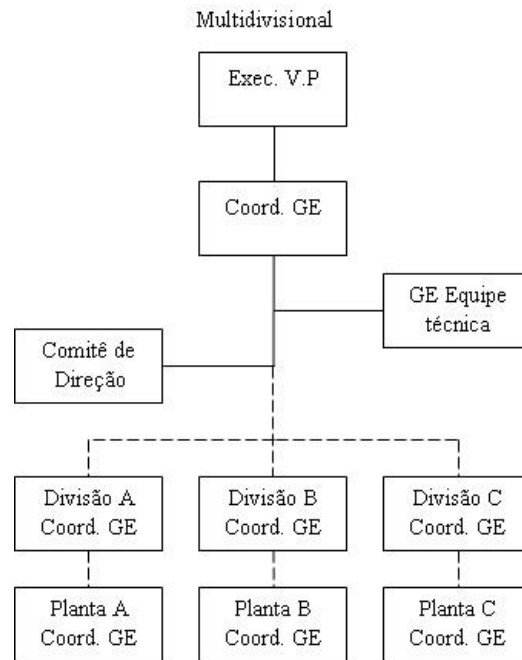 Multidivisional
Exec. V.P
Coord. GE
GE Equipe
técnica
Comitê de
Direção
Divisão A
Coord. GE
Divisão B
Coord. GE
Divisão C
Coord. GE
Planta A
Coord. GE
Planta B
Coord. GE
Planta C
Coord. GE